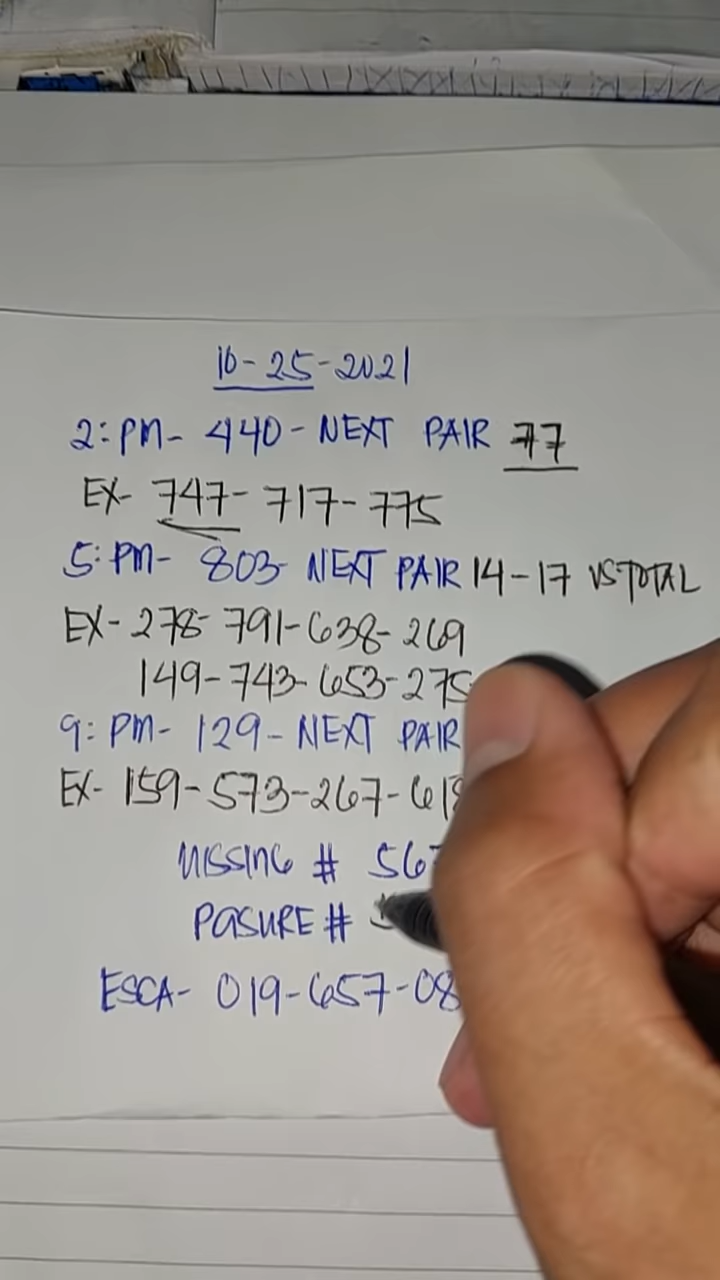 10-25-2021
2:PM- 440- NEXT PAIR 77
EX- 747- 717- 775
5:PM- 803- NEXT PAIR 14-17 VS TOTAL
EX- 278- 791- 638- 269
149- 743- 653- 275
9:PM- 129- NEXT PAIR
EX- 159- 573- 267-
MISSING # 567
PASURE #
ESCA- 019- 657-